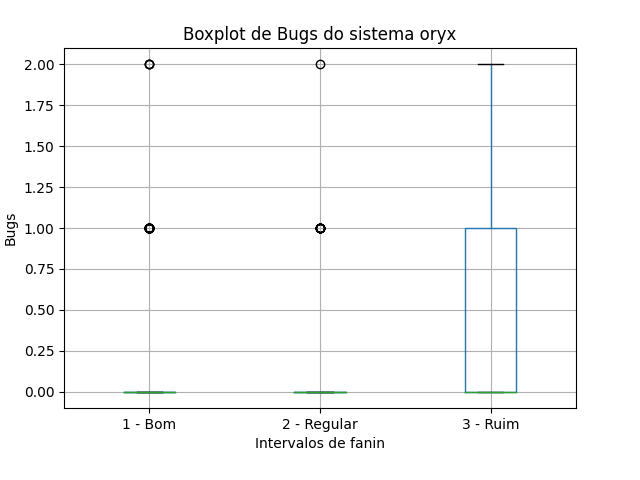 Boxplot de Bugs do sistema oryx
2.00
1.75
1.50
1.25
1.00
0.75
0.50
0.25
0.00
Bugs
1 - Bom
2 - Regular
3 - Ruim
Intervalos de fanin